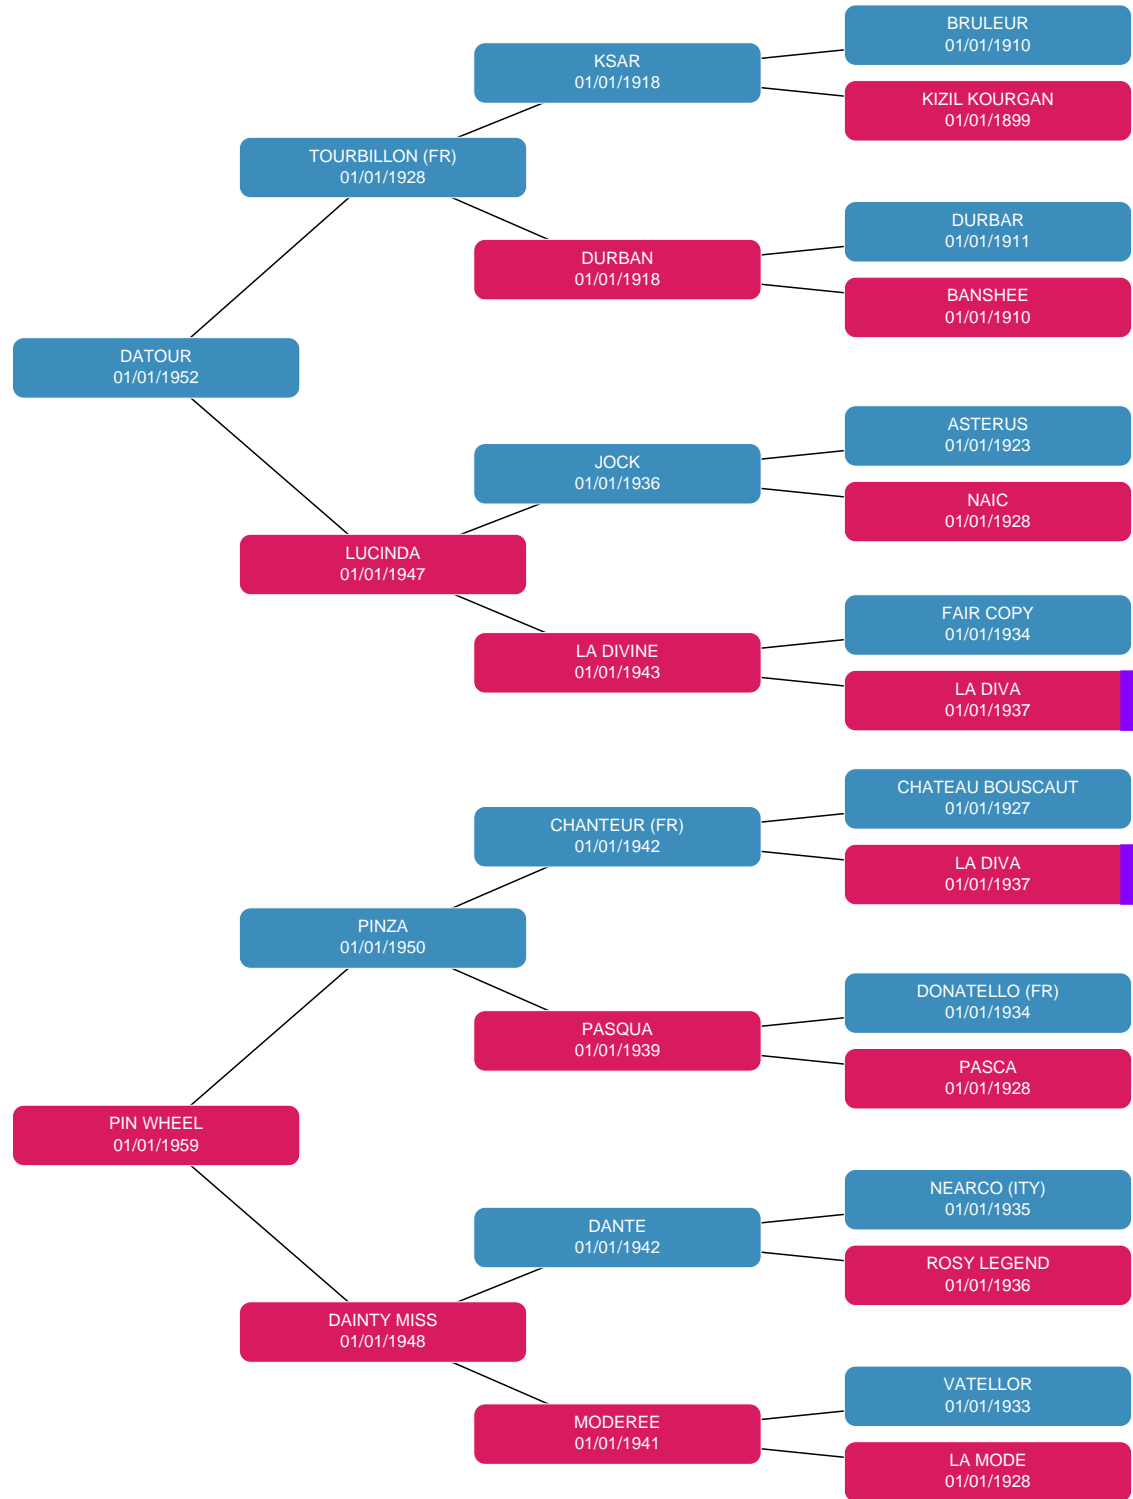 BRULEUR
01/01/1910
KSAR
01/01/1918
KIZIL KOURGAN
01/01/1899
TOURBILLON (FR)
01/01/1928
DURBAR
01/01/1911
DURBAN
01/01/1918
BANSHEE
01/01/1910
DATOUR
01/01/1952
ASTERUS
01/01/1923
JOCK
01/01/1936
NAIC
01/01/1928
LUCINDA
01/01/1947
FAIR COPY
01/01/1934
LA DIVINE
01/01/1943
LA DIVA
01/01/1937
CHATEAU BOUSCAUT
01/01/1927
CHANTEUR (FR)
01/01/1942
LA DIVA
01/01/1937
PINZA
01/01/1950
DONATELLO (FR)
01/01/1934
PASQUA
01/01/1939
PASCA
01/01/1928
PIN WHEEL
01/01/1959
NEARCO (ITY)
01/01/1935
DANTE
01/01/1942
ROSY LEGEND
01/01/1936
DAINTY MISS
01/01/1948
VATELLOR
01/01/1933
MODEREE
01/01/1941
LA MODE
01/01/1928